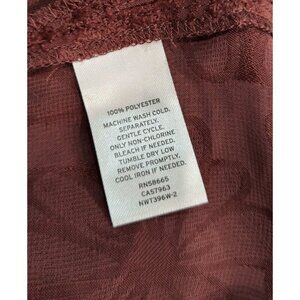 100% POLYESTER
MACHINE WASH COLD,
SEPARATELY.
GENTLE CYCLE.
ONLY NON-CHLORINE
BLEACH IF NEEDED.
TUMBLE DRY LOW
REMOVE PROMPTLY.
COOL IRON IF NEEDED.
RN58665
CA57963
NWT396W-2